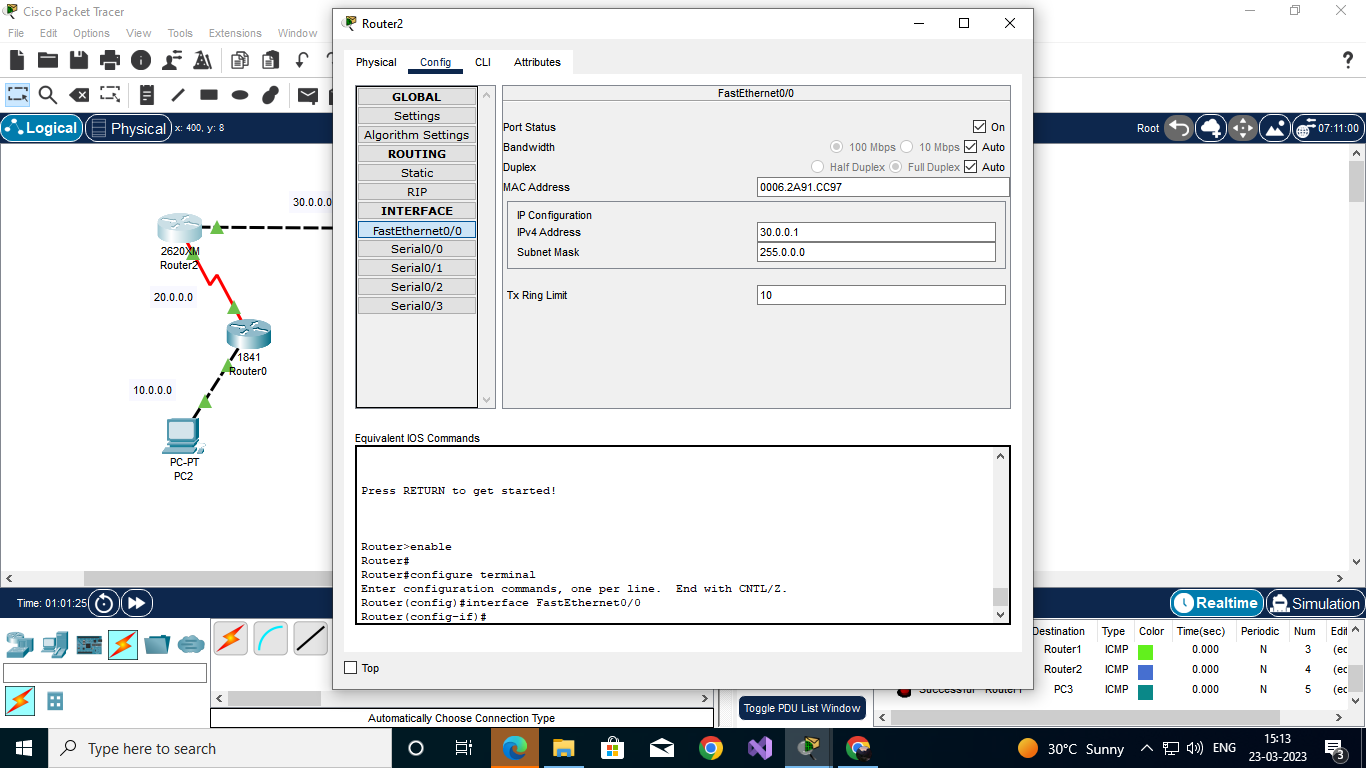 Cisco Packet Tracer
File Edit Options View Tools Extensions Window
Logical Physical x: 400, y: 8
Root 07:11:00
30.0.0.0
2620XM
Router2
20.0.0.0
1841
Router0
10.0.0.0
PC-PT
PC2
Router2
Physical Config CLI Attributes
GLOBAL
Settings
Algorithm Settings
ROUTING
Static
RIP
INTERFACE
FastEthernet0/0
Serial0/0
Serial0/1
Serial0/2
Serial0/3
FastEthernet0/0
Port Status On
Bandwidth 100 Mbps 10 Mbps Auto
Duplex Half Duplex Full Duplex Auto
MAC Address 0006.2A91.CC97
IP Configuration
IPv4 Address 30.0.0.1
Subnet Mask 255.0.0.0
Tx Ring Limit 10
Equivalent IOS Commands
Press RETURN to get started!
Router>enable
Router#
Router#configure terminal
Enter configuration commands, one per line. End with CNTL/Z.
Router(config)#interface FastEthernet0/0
Router(config-if)#
Top
Time: 01:01:25
Realtime Simulation
Destination Type Color Time(sec) Periodic Num Edi
Router1 ICMP 0.000 N 3 (ed
Router2 ICMP 0.000 N 4 (ed
Successful Router1 PC3 ICMP 0.000 N 5 (ed
Toggle PDU List Window
Automatically Choose Connection Type
Type here to search
30°C Sunny
ENG
15:13
23-03-2023
3